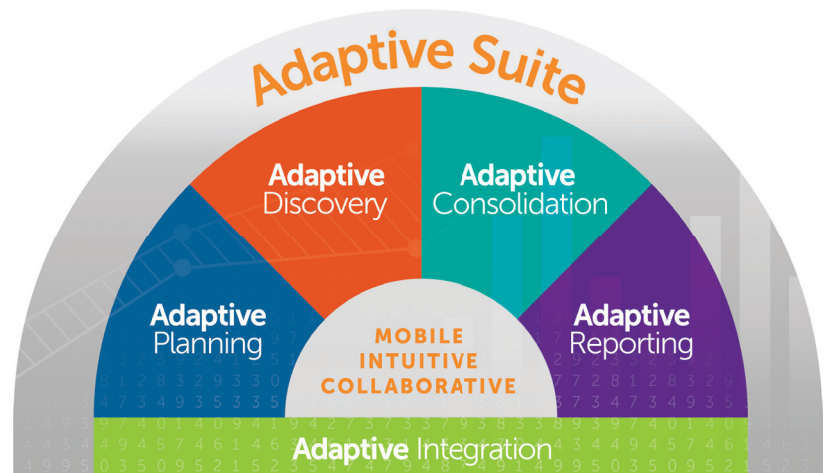 Adaptive Suite
Adaptive
Discovery
Adaptive
Consolidation
Adaptive
Planning
Adaptive
Reporting
MOBILE
INTUITIVE
COLLABORATIVE
Adaptive Integration